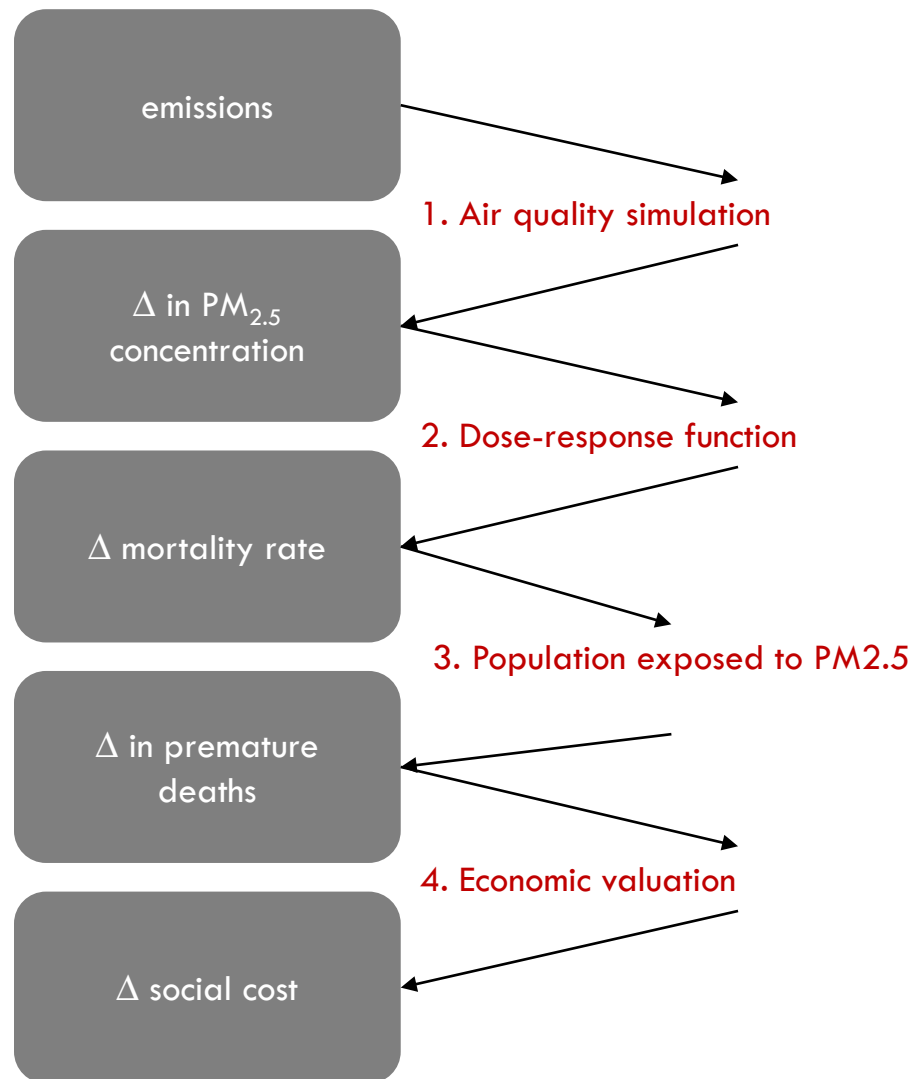 emissions
1. Air quality simulation
Δ in PM₂.₅
concentration
2. Dose-response function
Δ mortality rate
3. Population exposed to PM2.5
Δ in premature
deaths
4. Economic valuation
Δ social cost